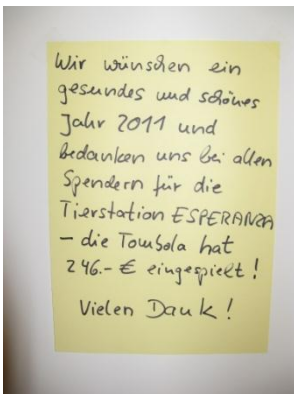 Wir wünschen ein
gesundes und schönes
Jahr 2011 und
bedanken uns bei allen
Spendern für die
Tierstation ESPERANZA
– die Tombola hat
246.- € eingespielt!
Vielen Dank!